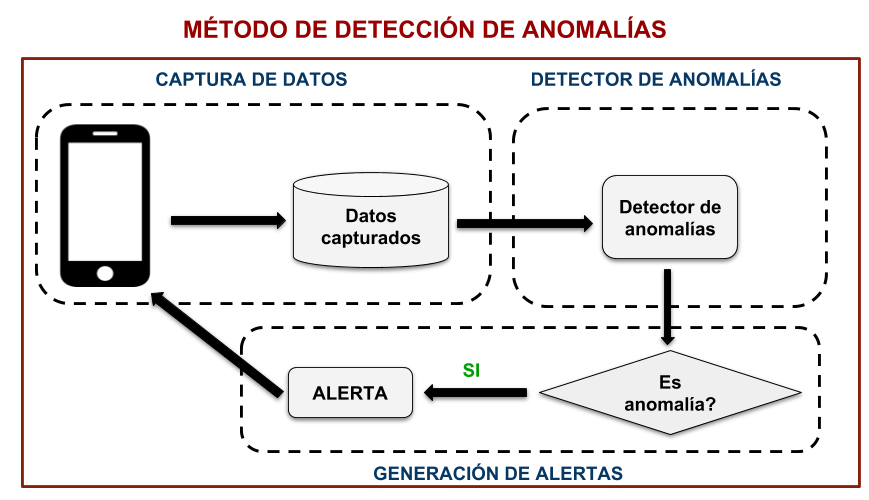 MÉTODO DE DETECCIÓN DE ANOMALÍAS
CAPTURA DE DATOS
DETECTOR DE ANOMALÍAS
Datos
capturados
Detector de
anomalías
SI
ALERTA
Es
anomalía?
GENERACIÓN DE ALERTAS